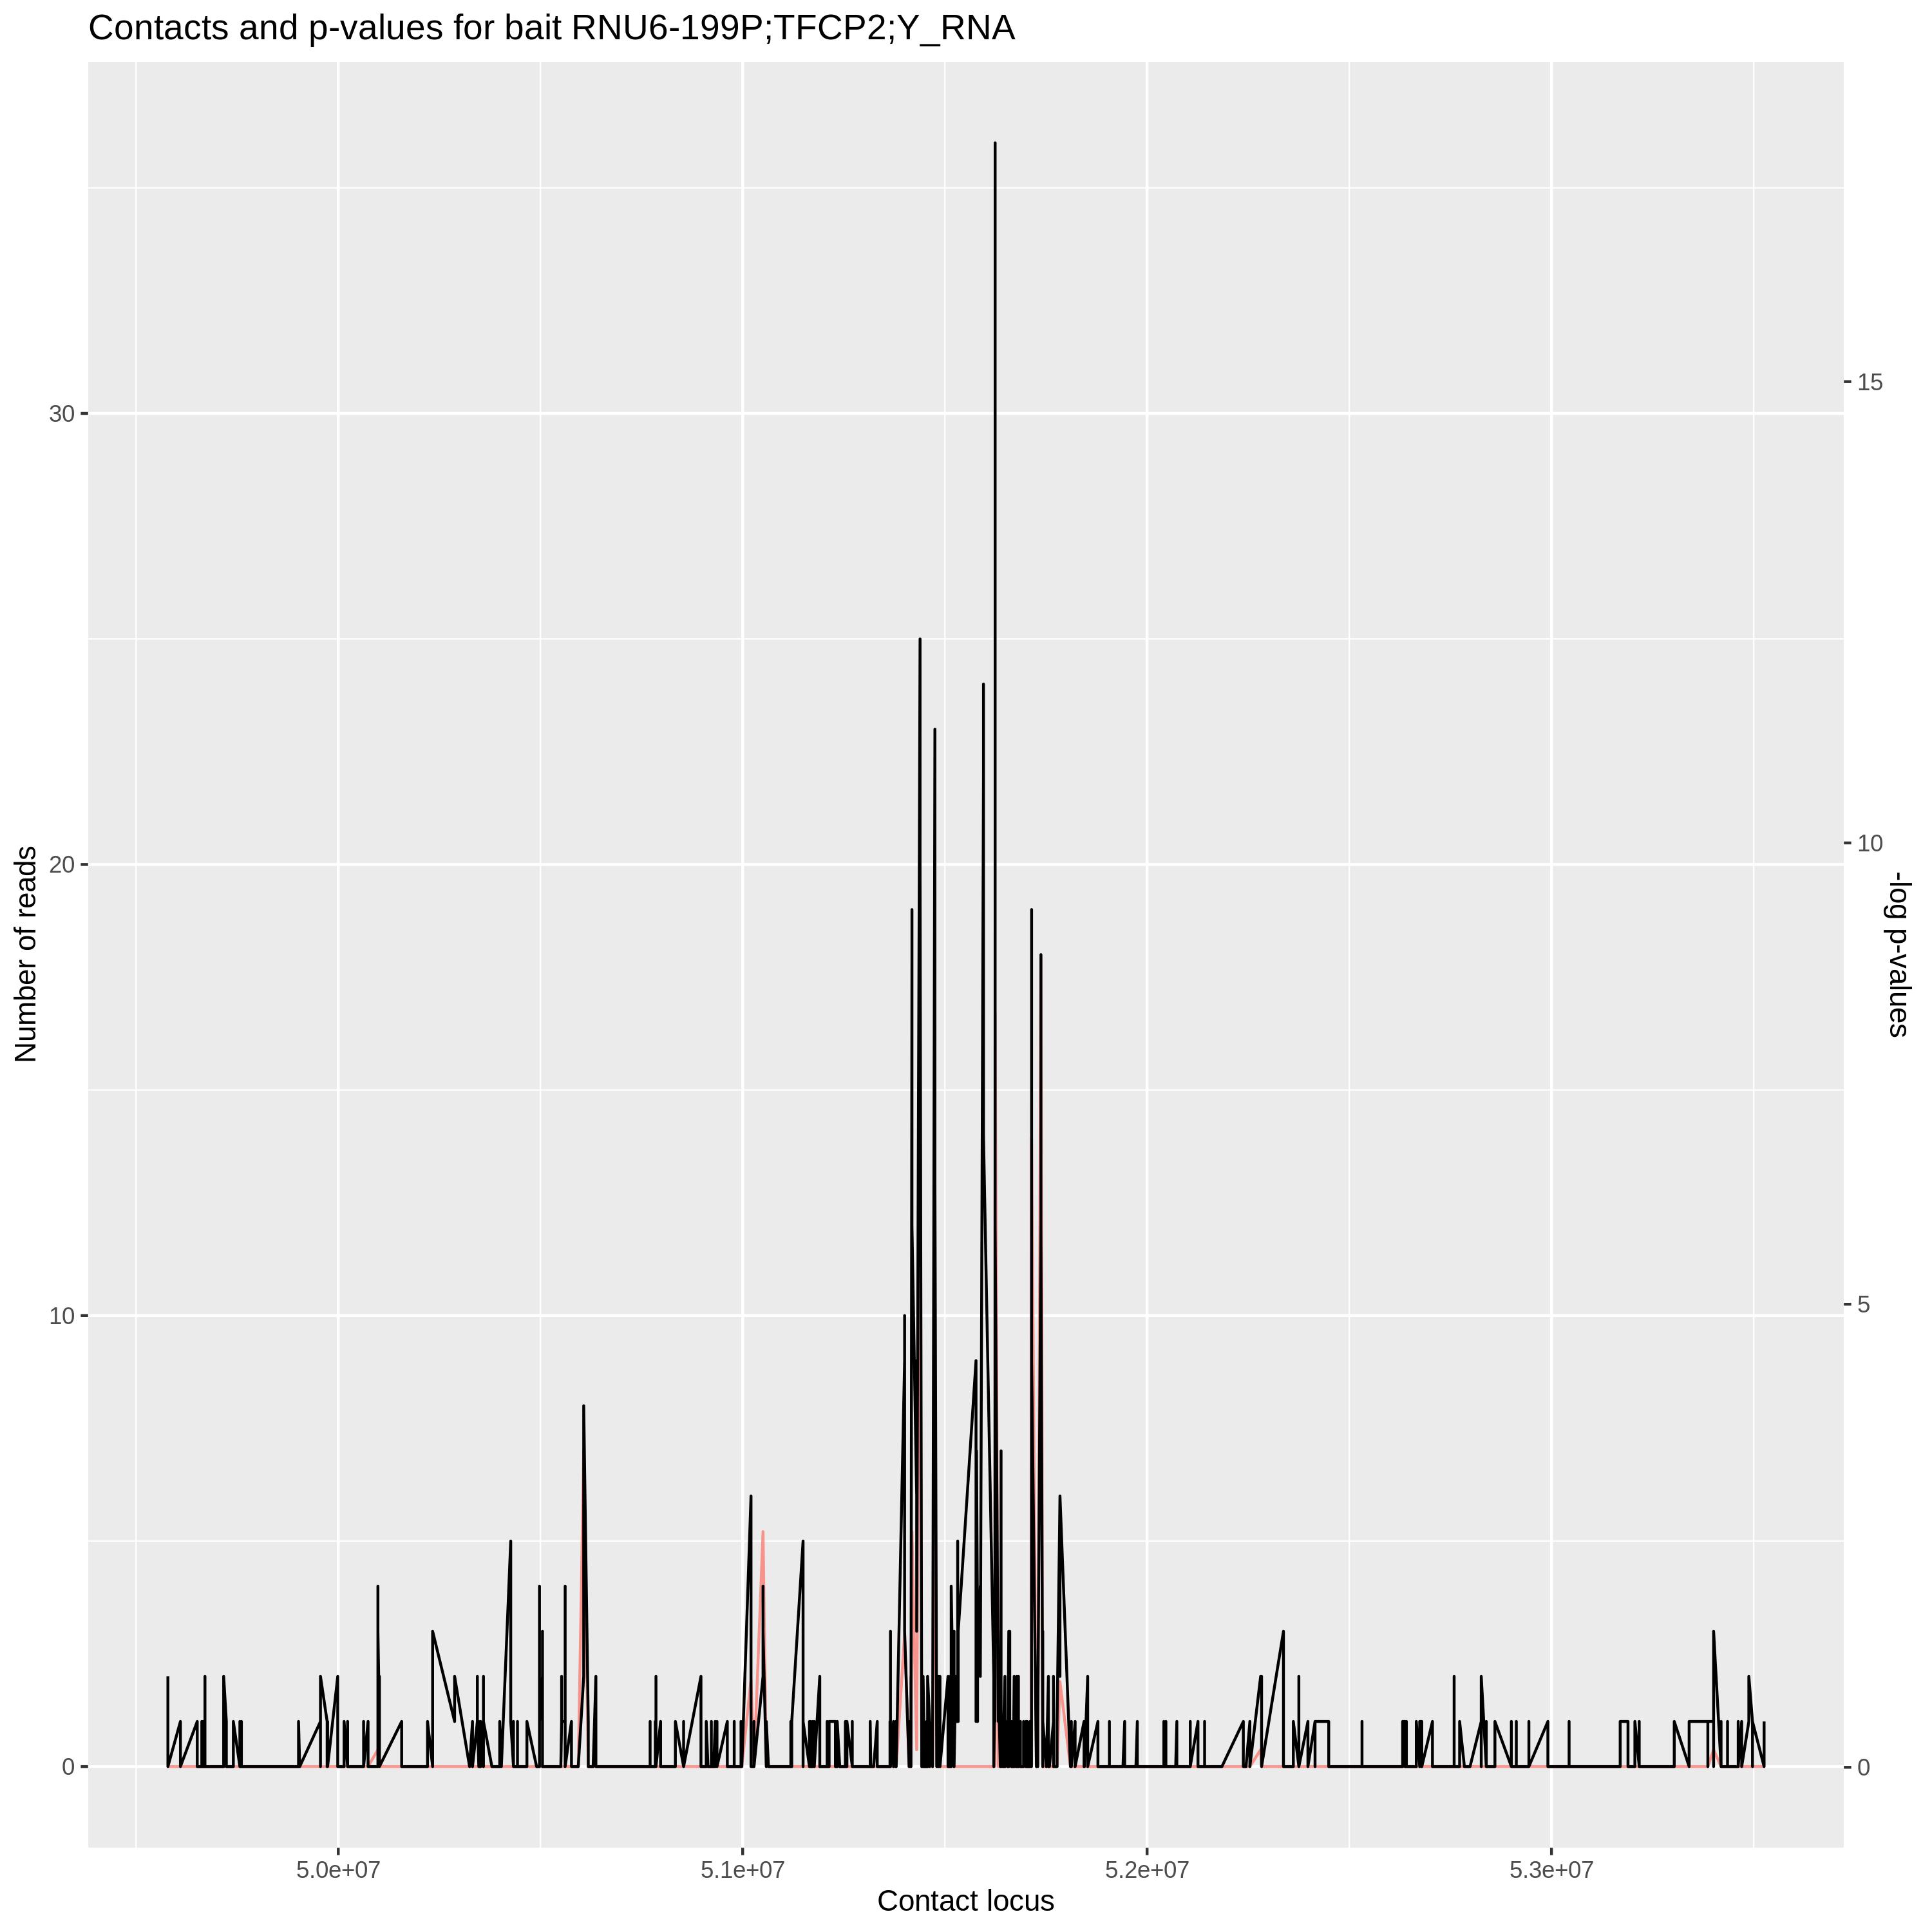 Contacts and p-values for bait RNU6-199P;TFCP2;Y_RNA
30
20
10
0
Number of reads
15
10
5
0
-log p-values
5.0e+07 5.1e+07 5.2e+07 5.3e+07
Contact locus